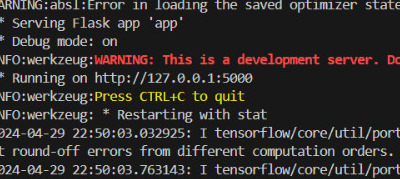 ARNING:absl:Error in loading the saved optimizer state
* Serving Flask app 'app'
* Debug mode: on
NFO:werkzeug:WARNING: This is a development server. Do
* Running on http://127.0.0.1:5000
NFO:werkzeug:Press CTRL+C to quit
NFO:werkzeug: * Restarting with stat
024-04-29 22:50:03.032925: I tensorflow/core/util/port
t round-off errors from different computation orders.
024-04-29 22:50:03.763143: I tensorflow/core/util/port